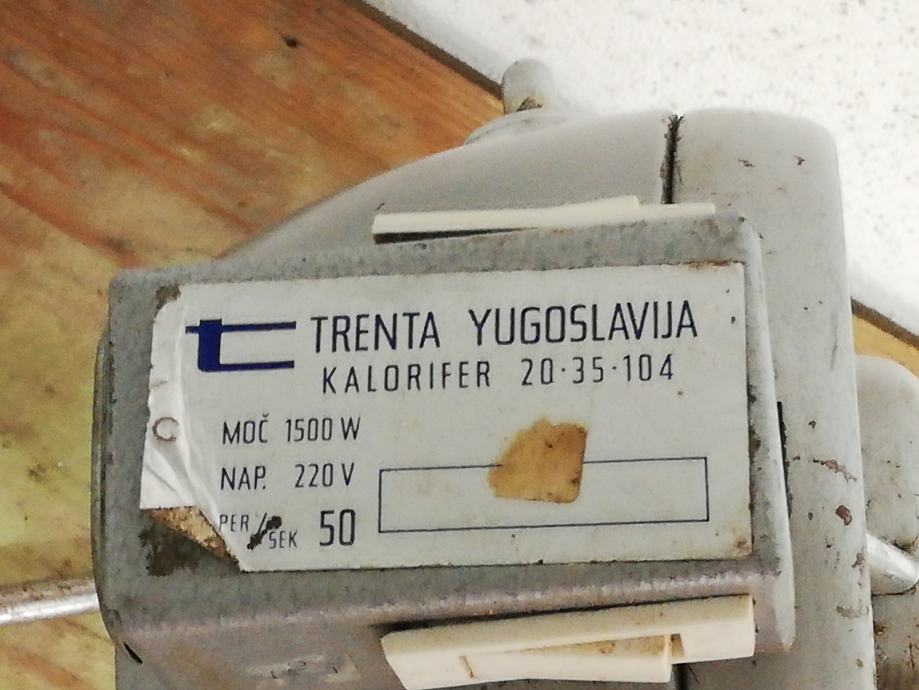 TRENTA YUGOSLAVIJA
KALORIFER 20·35·104
MOČ 1500 W
NAP. 220 V
PER/SEK 50